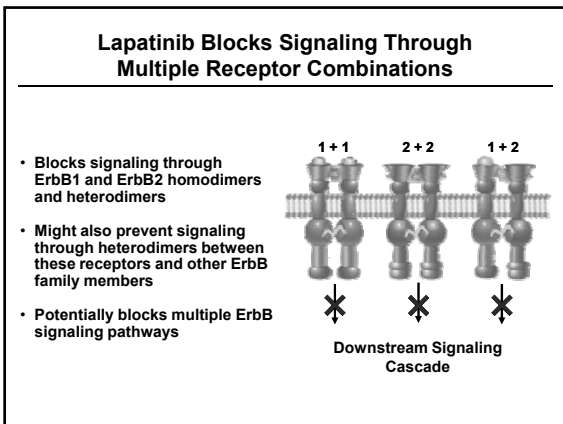 Lapatinib Blocks Signaling Through
Multiple Receptor Combinations
• Blocks signaling through
ErbB1 and ErbB2 homodimers
and heterodimers
• Might also prevent signaling
through heterodimers between
these receptors and other ErbB
family members
• Potentially blocks multiple ErbB
signaling pathways
1 + 1 2 + 2 1 + 2
Downstream Signaling
Cascade